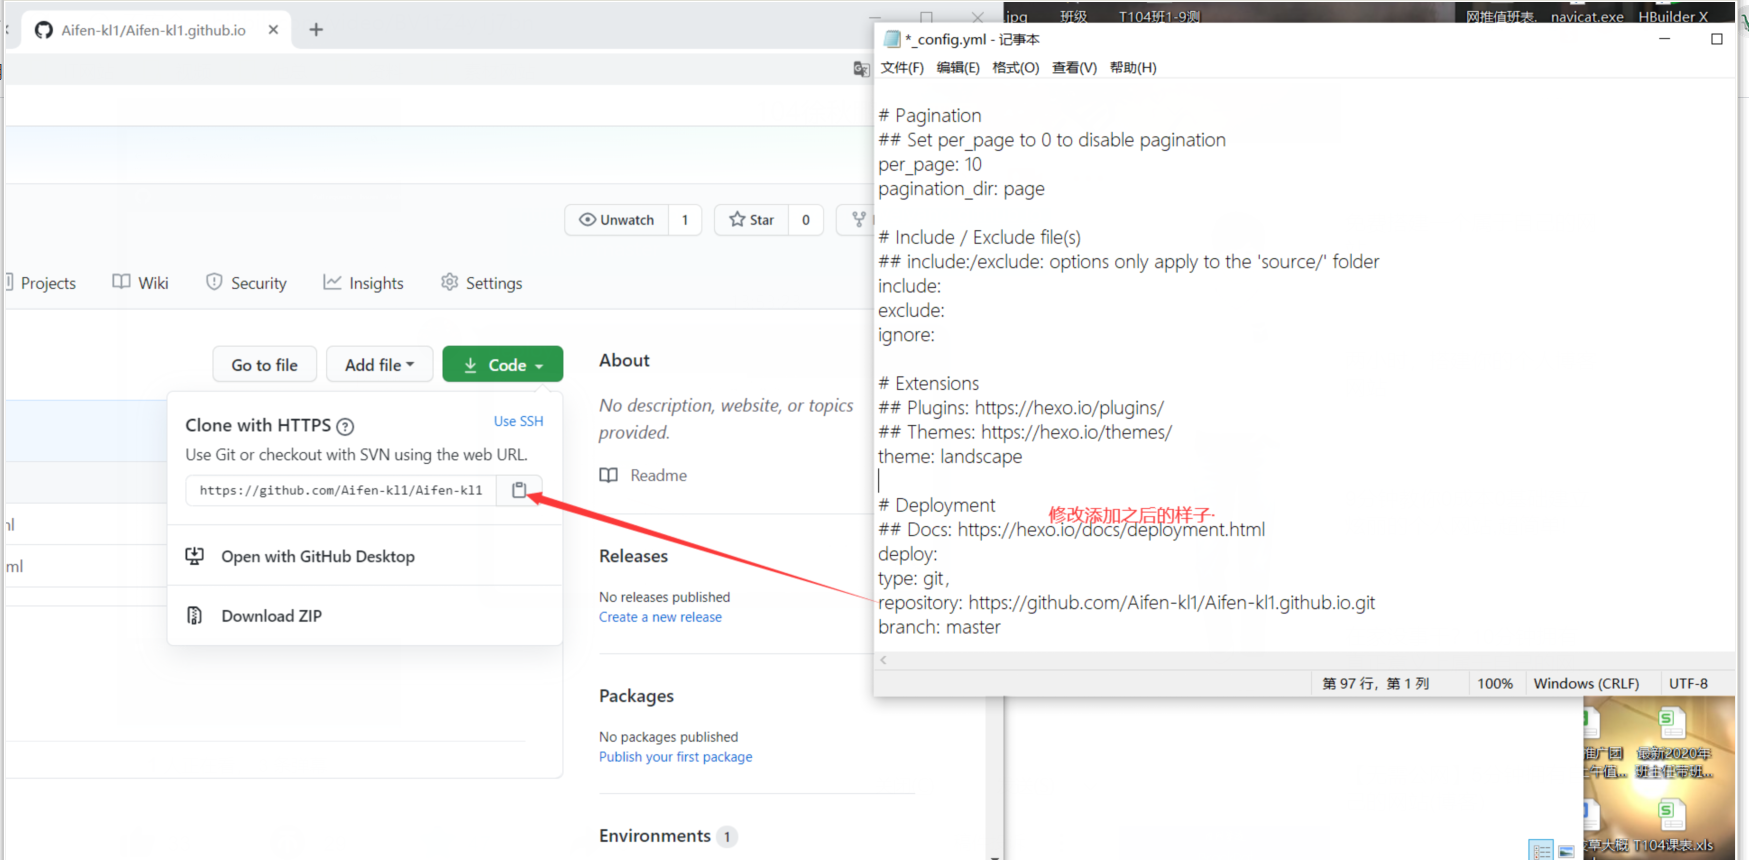 Aifen-kl1/Aifen-kl1.github.io
Unwatch 1
Star 0
Projects
Wiki
Security
Insights
Settings
Go to file
Add file
Code
Clone with HTTPS
Use SSH
Use Git or checkout with SVN using the web URL.
https://github.com/Aifen-kl1/Aifen-kl1
Open with GitHub Desktop
Download ZIP
ml
About
No description, website, or topics
provided.
Readme
Releases
No releases published
Create a new release
Packages
No packages published
Publish your first package
Environments 1
jpg
班级
T104班1-9测
网推值班表.
navicat.exe
HBuilder X
*_config.yml - 记事本
文件(F) 编辑(E) 格式(O) 查看(V) 帮助(H)
# Pagination
## Set per_page to 0 to disable pagination
per_page: 10
pagination_dir: page
# Include / Exclude file(s)
## include:/exclude: options only apply to the 'source/' folder
include:
exclude:
ignore:
# Extensions
## Plugins: https://hexo.io/plugins/
## Themes: https://hexo.io/themes/
theme: landscape
# Deployment
修改添加之后的样子·
## Docs: https://hexo.io/docs/deployment.html
deploy:
type: git,
repository: https://github.com/Aifen-kl1/Aifen-kl1.github.io.git
branch: master
第 97 行，第 1 列
100%
Windows (CRLF)
UTF-8
推广团
最新2020年
班主任带班...
T104课表.xls